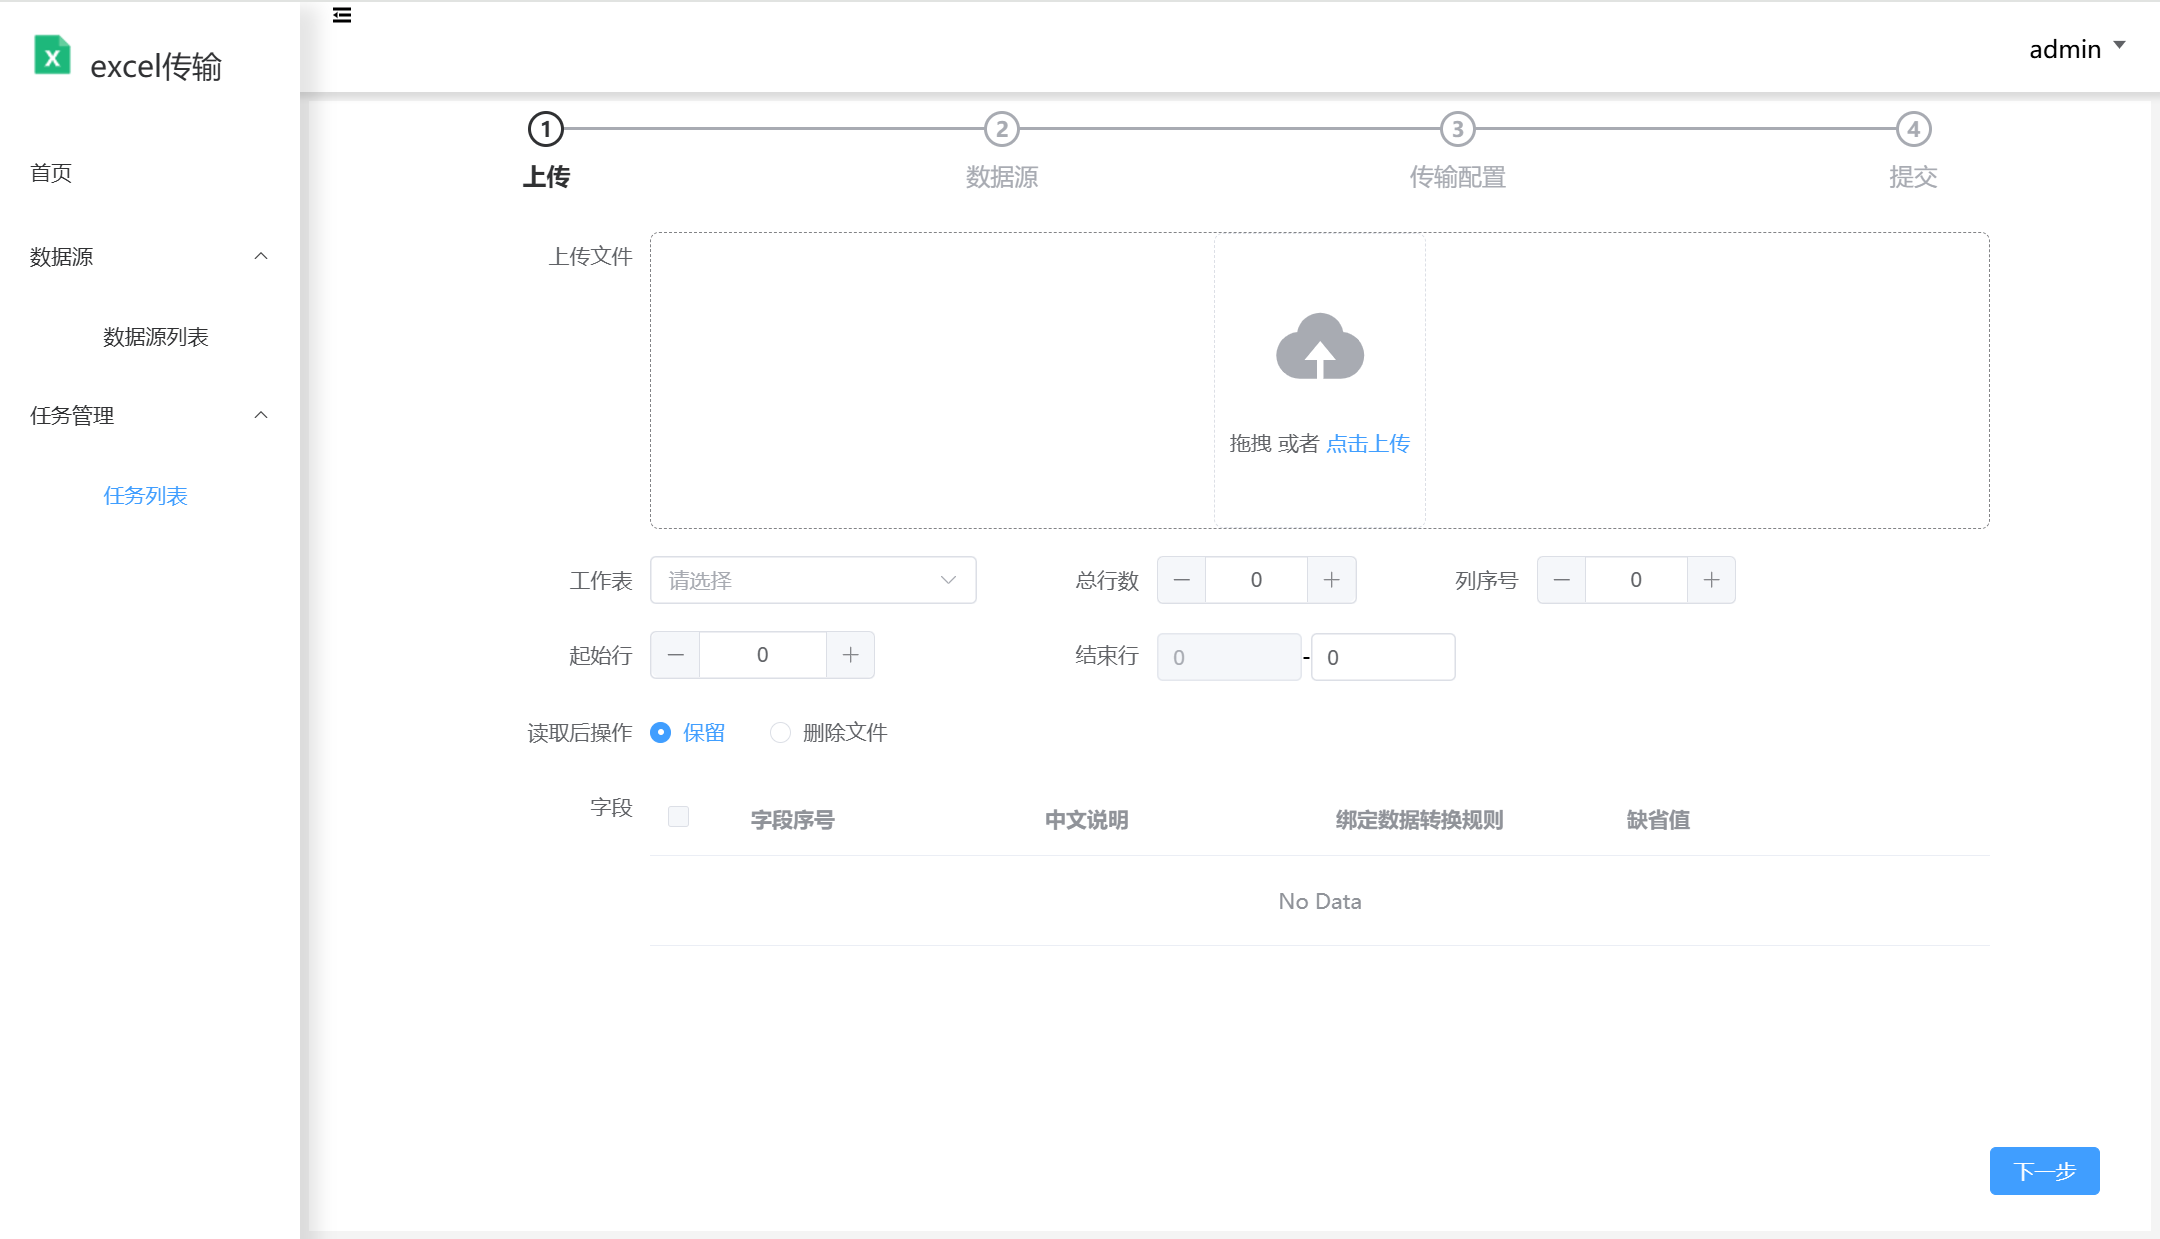 excel传输
admin
首页
数据源
数据源列表
任务管理
任务列表
1 2 3 4
上传 数据源 传输配置 提交
上传文件
拖拽 或者 点击上传
工作表 请选择 总行数 0 列序号 0
起始行 0 结束行 0 - 0
读取后操作 保留 删除文件
字段 字段序号 中文说明 绑定数据转换规则 缺省值
No Data
下一步